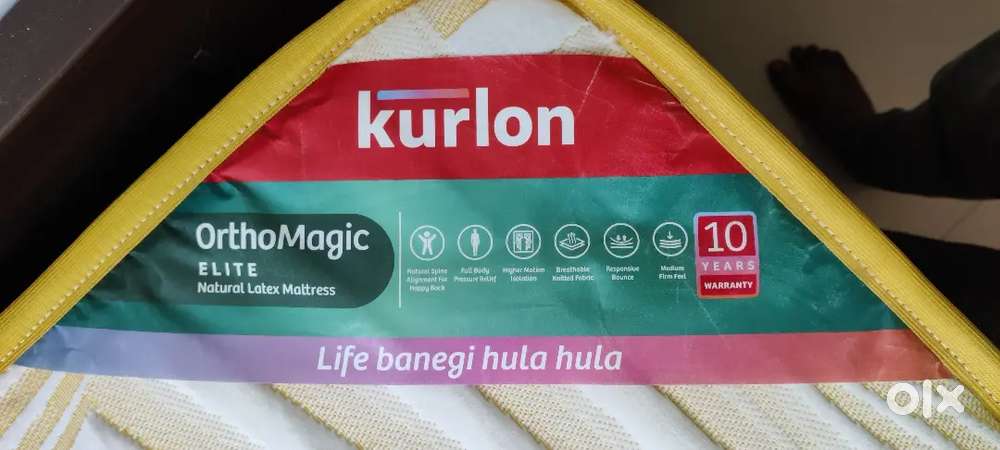 kurlon
OrthoMagic
ELITE
Natural Latex Mattress
Natural Spine
Alignment For
Happy Back
Full Body
Pressure Relief
Higher Motion
Isolation
Breathable
Knitted Fabric
Responsive
Bounce
Medium
Firm Feel
10
YEARS
WARRANTY
Life banegi hula hula
olx